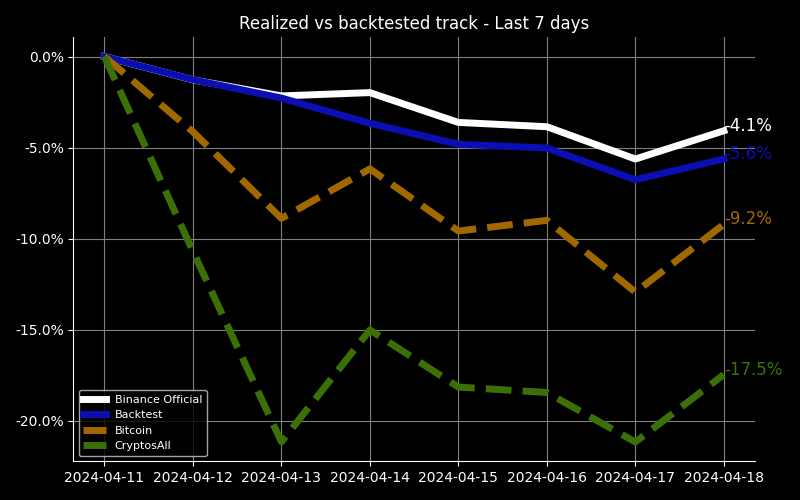 Realized vs backtested track - Last 7 days
0.0%
-5.0%
-10.0%
-15.0%
-20.0%
-4.1%
-5.6%
-9.2%
-17.5%
Binance Official
Backtest
Bitcoin
CryptosAll
2024-04-11 2024-04-12 2024-04-13 2024-04-14 2024-04-15 2024-04-16 2024-04-17 2024-04-18